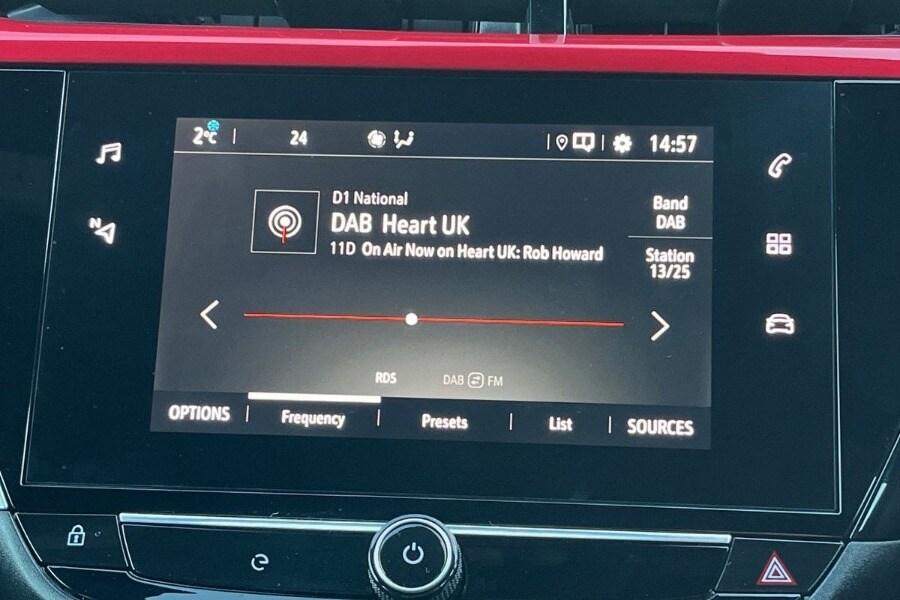 2°C 24 14:57
D1 National
DAB Heart UK
11D On Air Now on Heart UK: Rob Howard
Band
DAB
Station
13/25
N
RDS DAB FM
OPTIONS Frequency Presets List SOURCES